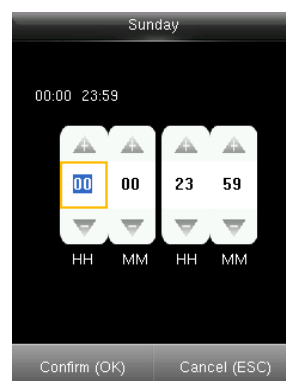 Sunday
00:00 23:59
00 00 23 59
HH MM HH MM
Confirm (OK) Cancel (ESC)